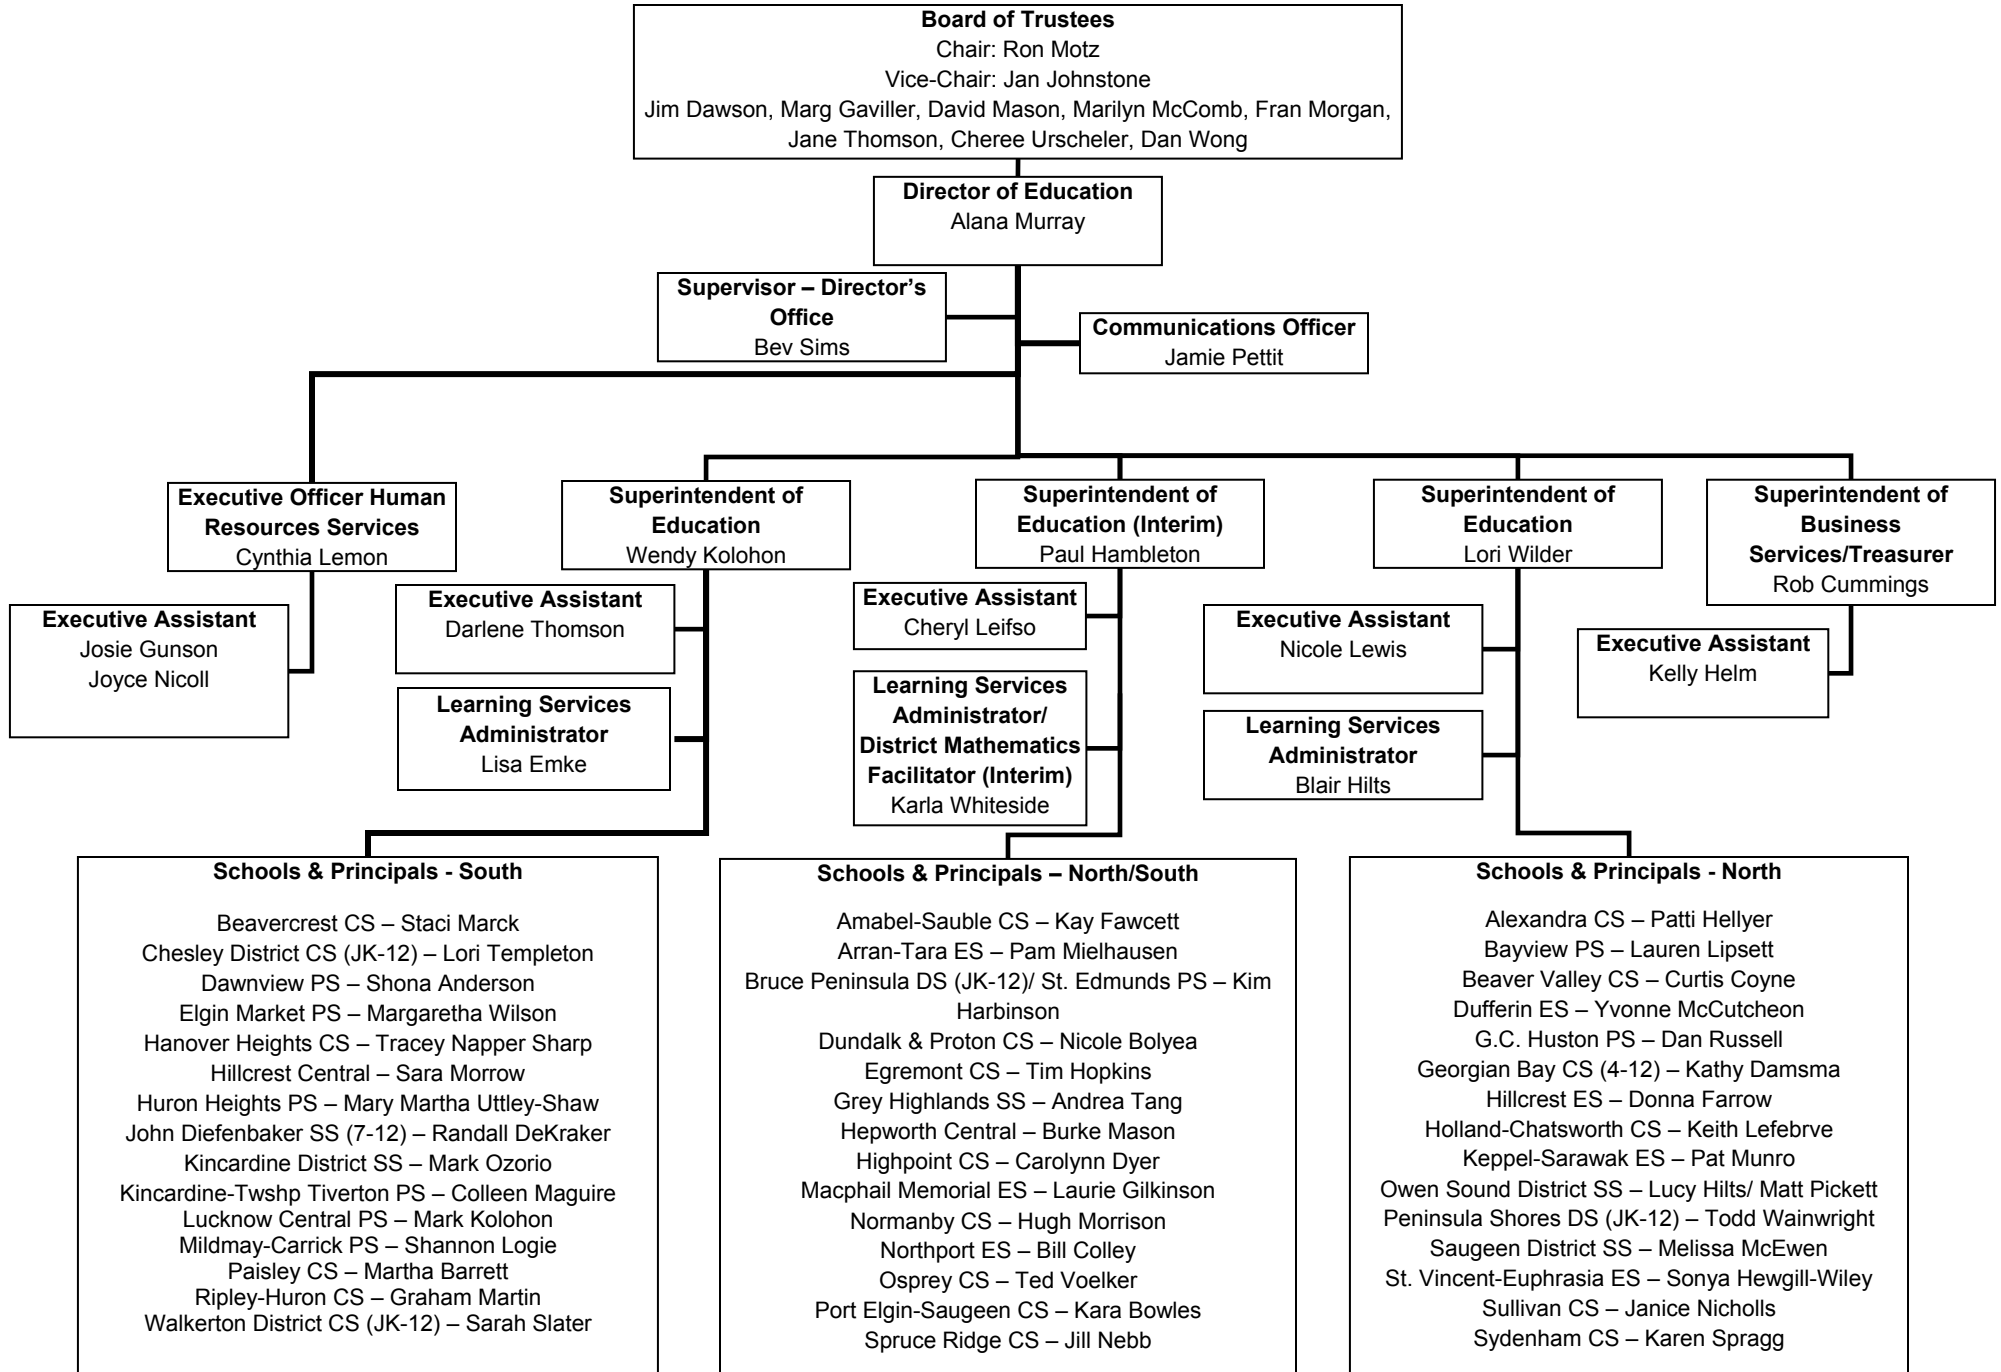 Board of Trustees
Chair: Ron Motz
Vice-Chair: Jan Johnstone
Jim Dawson, Marg Gaviller, David Mason, Marilyn McComb, Fran Morgan,
Jane Thomson, Cheree Urscheler, Dan Wong
Director of Education
Alana Murray
Supervisor – Director’s
Office
Bev Sims
Communications Officer
Jamie Pettit
Executive Officer Human
Resources Services
Cynthia Lemon
Superintendent of
Education
Wendy Kolohon
Superintendent of
Education (Interim)
Paul Hambleton
Superintendent of
Education
Lori Wilder
Superintendent of
Business
Services/Treasurer
Rob Cummings
Executive Assistant
Josie Gunson
Joyce Nicoll
Executive Assistant
Darlene Thomson
Learning Services
Administrator
Lisa Emke
Executive Assistant
Cheryl Leifso
Learning Services
Administrator/
District Mathematics
Facilitator (Interim)
Karla Whiteside
Executive Assistant
Nicole Lewis
Learning Services
Administrator
Blair Hilts
Executive Assistant
Kelly Helm
Schools & Principals - South
Beavercrest CS – Staci Marck
Chesley District CS (JK-12) – Lori Templeton
Dawnview PS – Shona Anderson
Elgin Market PS – Margaretha Wilson
Hanover Heights CS – Tracey Napper Sharp
Hillcrest Central – Sara Morrow
Huron Heights PS – Mary Martha Uttley-Shaw
John Diefenbaker SS (7-12) – Randall DeKraker
Kincardine District SS – Mark Ozorio
Kincardine-Twshp Tiverton PS – Colleen Maguire
Lucknow Central PS – Mark Kolohon
Mildmay-Carrick PS – Shannon Logie
Paisley CS – Martha Barrett
Ripley-Huron CS – Graham Martin
Walkerton District CS (JK-12) – Sarah Slater
Schools & Principals – North/South
Amabel-Sauble CS – Kay Fawcett
Arran-Tara ES – Pam Mielhausen
Bruce Peninsula DS (JK-12)/ St. Edmunds PS – Kim
Harbinson
Dundalk & Proton CS – Nicole Bolyea
Egremont CS – Tim Hopkins
Grey Highlands SS – Andrea Tang
Hepworth Central – Burke Mason
Highpoint CS – Carolynn Dyer
Macphail Memorial ES – Laurie Gilkinson
Normanby CS – Hugh Morrison
Northport ES – Bill Colley
Osprey CS – Ted Voelker
Port Elgin-Saugeen CS – Kara Bowles
Spruce Ridge CS – Jill Nebb
Schools & Principals - North
Alexandra CS – Patti Hellyer
Bayview PS – Lauren Lipsett
Beaver Valley CS – Curtis Coyne
Dufferin ES – Yvonne McCutcheon
G.C. Huston PS – Dan Russell
Georgian Bay CS (4-12) – Kathy Damsma
Hillcrest ES – Donna Farrow
Holland-Chatsworth CS – Keith Lefebrve
Keppel-Sarawak ES – Pat Munro
Owen Sound District SS – Lucy Hilts/ Matt Pickett
Peninsula Shores DS (JK-12) – Todd Wainwright
Saugeen District SS – Melissa McEwen
St. Vincent-Euphrasia ES – Sonya Hewgill-Wiley
Sullivan CS – Janice Nicholls
Sydenham CS – Karen Spragg